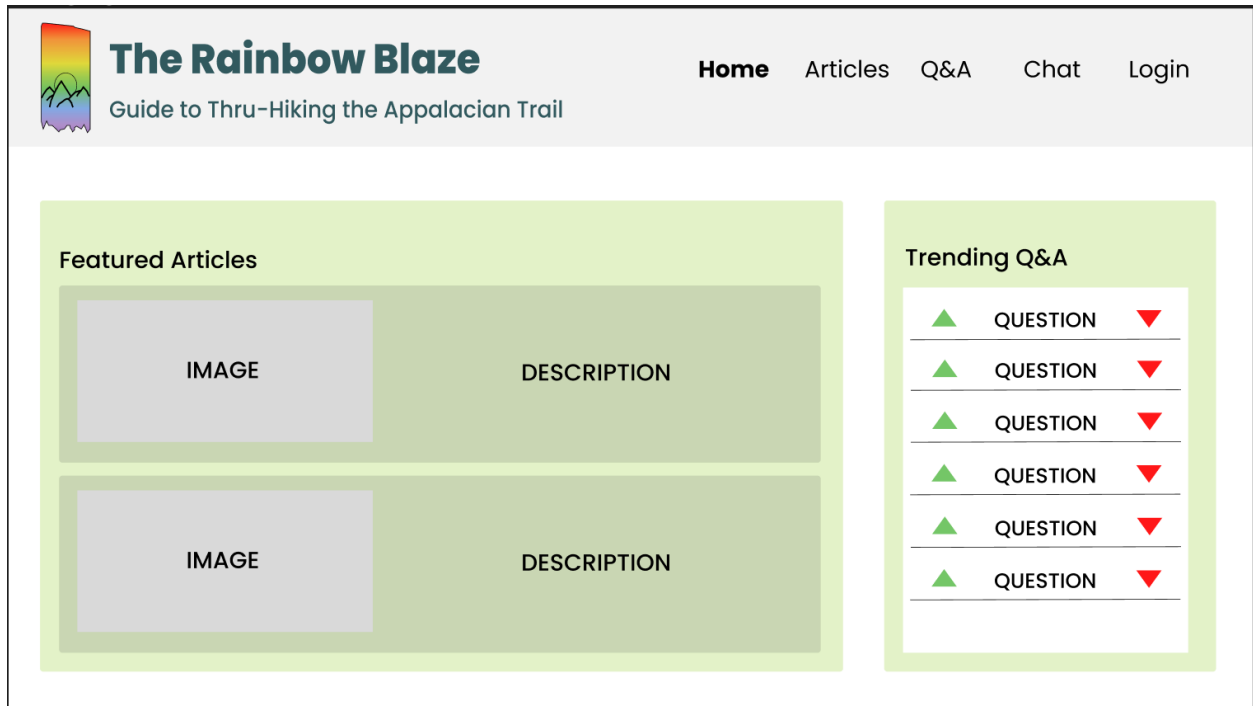 The Rainbow Blaze
Guide to Thru-Hiking the Appalacian Trail
Home Articles Q&A Chat Login
Featured Articles
IMAGE DESCRIPTION
IMAGE DESCRIPTION
Trending Q&A
QUESTION
QUESTION
QUESTION
QUESTION
QUESTION
QUESTION